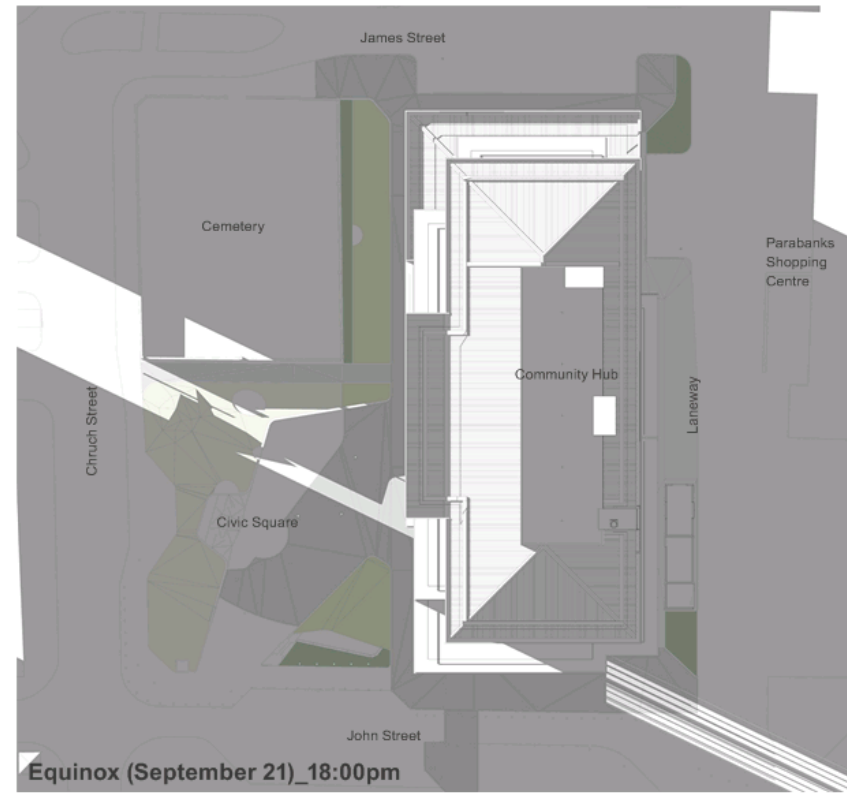 James Street
Cemetery
Parabanks
Shopping
Centre
Community Hub
Chruch Street
Laneway
Civic Square
John Street
Equinox (September 21)_18:00pm